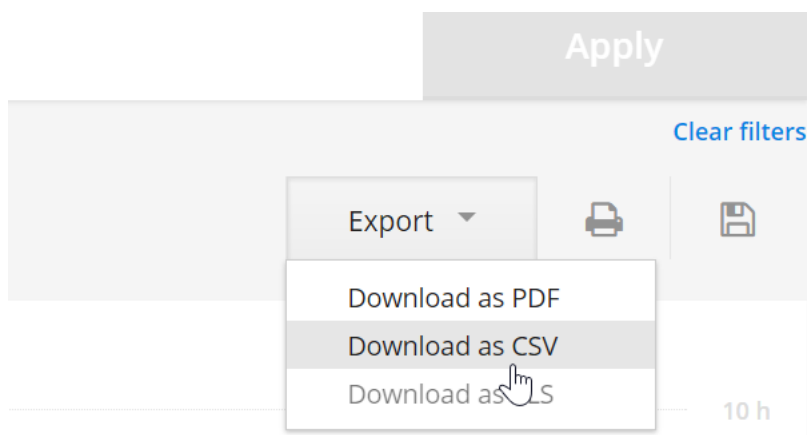 Apply
Clear filters
Export
Download as PDF
Download as CSV
Download as
10 h